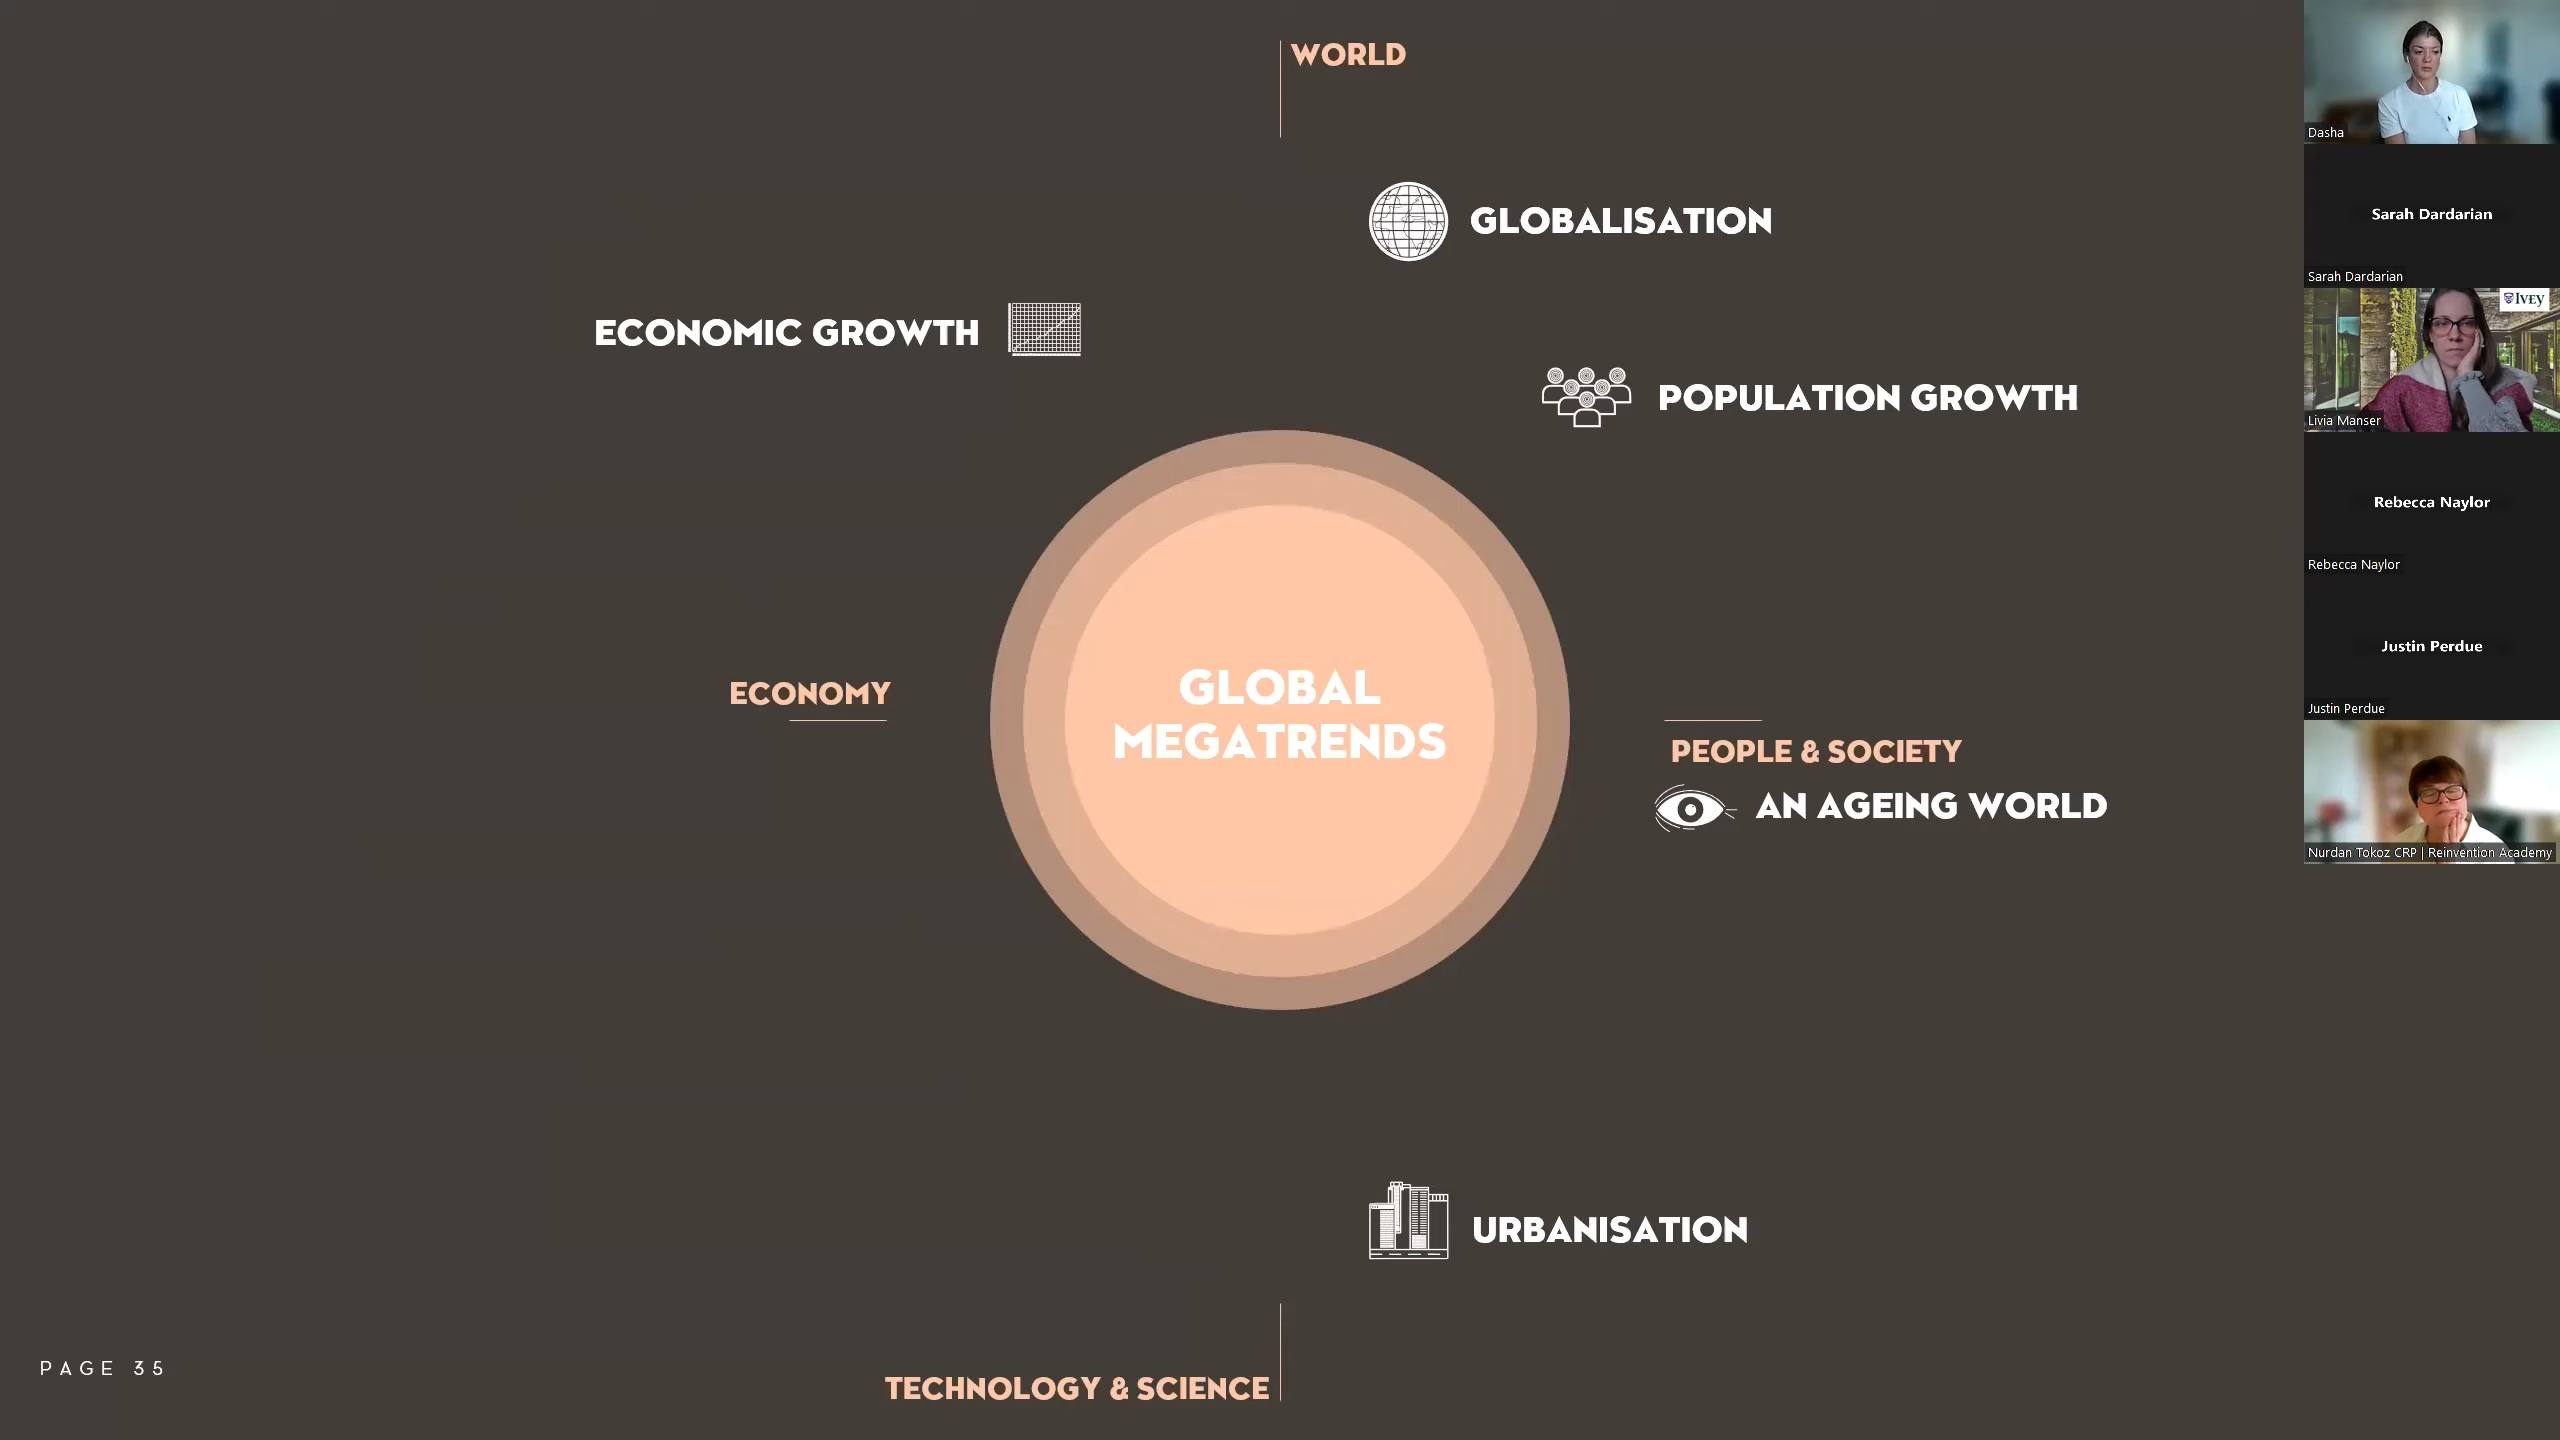 WORLD
GLOBALISATION
ECONOMIC GROWTH
POPULATION GROWTH
GLOBAL
MEGATRENDS
ECONOMY
PEOPLE & SOCIETY
AN AGEING WORLD
URBANISATION
TECHNOLOGY & SCIENCE
PAGE 35
Dasha
Sarah Dardarian
Sarah Dardarian
IVEY
Livia Manser
Rebecca Naylor
Rebecca Naylor
Justin Perdue
Justin Perdue
Nurdan Tokoz CRP | Reinvention Academy